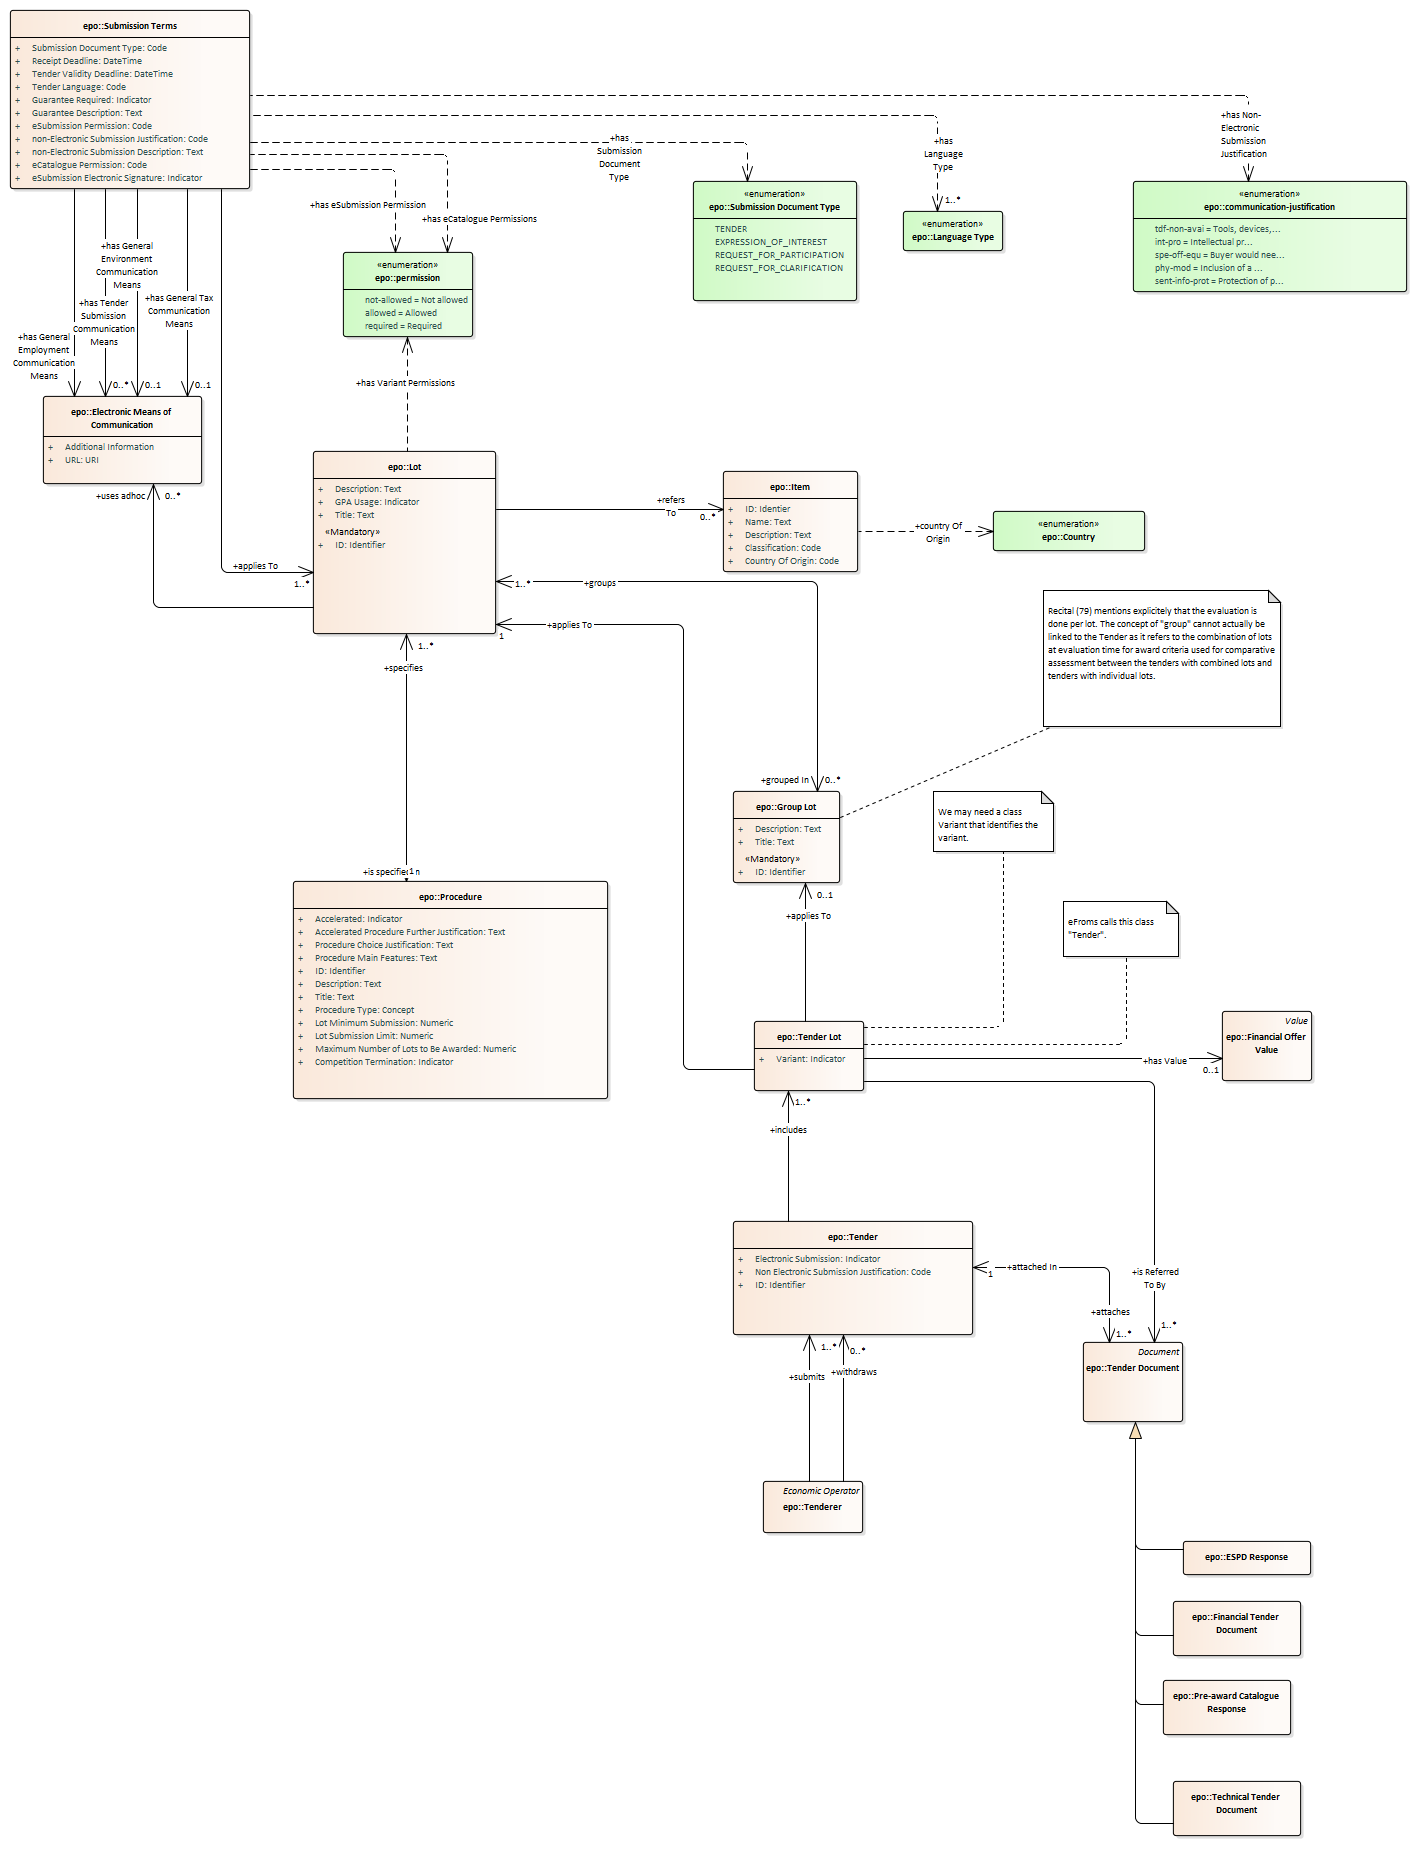 epo::Submission Terms
+ Submission Document Type: Code
+ Receipt Deadline: DateTime
+ Tender Validity Deadline: DateTime
+ Tender Language: Code
+ Guarantee Required: Indicator
+ Guarantee Description: Text
+ eSubmission Permission: Code
+ non-Electronic Submission Justification: Code
+ non-Electronic Submission Description: Text
+ eCatalogue Permission: Code
+ eSubmission Electronic Signature: Indicator
+has Non-
Electronic
Submission
Justification
+has
Language
Type
1..*
+has
Submission
Document
Type
+has eSubmission Permission
+has eCatalogue Permissions
«enumeration»
epo::Submission Document Type
TENDER
EXPRESSION_OF_INTEREST
REQUEST_FOR_PARTICIPATION
REQUEST_FOR_CLARIFICATION
«enumeration»
epo::Language Type
«enumeration»
epo::communication-justification
tdf-non-avai = Tools, devices,...
int-pro = Intellectual pr...
spe-off-equ = Buyer would nee...
phy-mod = Inclusion of a ...
sent-info-prot = Protection of p...
«enumeration»
epo::permission
not-allowed = Not allowed
allowed = Allowed
required = Required
+has General
Environment
Communication
Means
+has Tender
Submission
Communication
Means
+has General Tax
Communication
Means
+has General
Employment
Communication
Means
0..*
0..1
0..1
+has Variant Permissions
epo::Electronic Means of
Communication
+ Additional Information
+ URL: URI
+uses adhoc
0..*
+applies To
1..*
epo::Lot
+ Description: Text
+ GPA Usage: Indicator
+ Title: Text
«Mandatory»
+ ID: Identifier
+refers
To
0..*
epo::Item
+ ID: Identier
+ Name: Text
+ Description: Text
+ Classification: Code
+ Country Of Origin: Code
+country Of
Origin
«enumeration»
epo::Country
1..*
+groups
+applies To
1
1..*
+specifies
Recital (79) mentions explicitely that the evaluation is
done per lot. The concept of "group" cannot actually be
linked to the Tender as it refers to the combination of lots
at evaluation time for award criteria used for comparative
assessment between the tenders with combined lots and
tenders with individual lots.
+grouped In
0..*
epo::Group Lot
+ Description: Text
+ Title: Text
«Mandatory»
+ ID: Identifier
We may need a class
Variant that identifies the
variant.
+is specified In
1
epo::Procedure
+ Accelerated: Indicator
+ Accelerated Procedure Further Justification: Text
+ Procedure Choice Justification: Text
+ Procedure Main Features: Text
+ ID: Identifier
+ Description: Text
+ Title: Text
+ Procedure Type: Concept
+ Lot Minimum Submission: Numeric
+ Lot Submission Limit: Numeric
+ Maximum Number of Lots to Be Awarded: Numeric
+ Competition Termination: Indicator
0..1
+applies To
eFroms calls this class
"Tender".
epo::Tender Lot
+ Variant: Indicator
+has Value
0..1
Value
epo::Financial Offer
Value
1..*
+includes
epo::Tender
+ Electronic Submission: Indicator
+ Non Electronic Submission Justification: Code
+ ID: Identifier
1
+attached In
+is Referred
To By
+attaches
1..*
1..*
Document
epo::Tender Document
1..*
0..*
+submits
+withdraws
Economic Operator
epo::Tenderer
epo::ESPD Response
epo::Financial Tender
Document
epo::Pre-award Catalogue
Response
epo::Technical Tender
Document